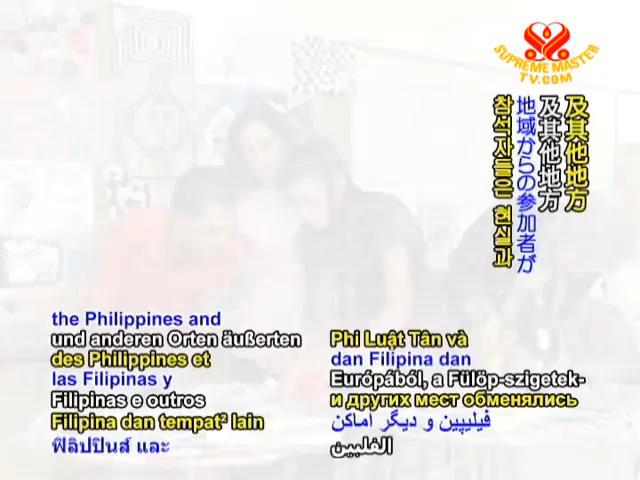 SUPREME MASTER
TV.COM
及其他地方
及其他地方
地域からの参加者が
참석자들은 현실과
the Philippines and
und anderen Orten äußerten
des Philippines et
las Filipinas y
Filipinas e outros
Filipina dan tempat² lain
ฟิลิปปินส์ และ
Phi Luật Tân và
dan Filipina dan
Európából, a Fülöp-szigetek-
и других мест обменялись
فیلیپین و دیگر اماکن
الفلبين